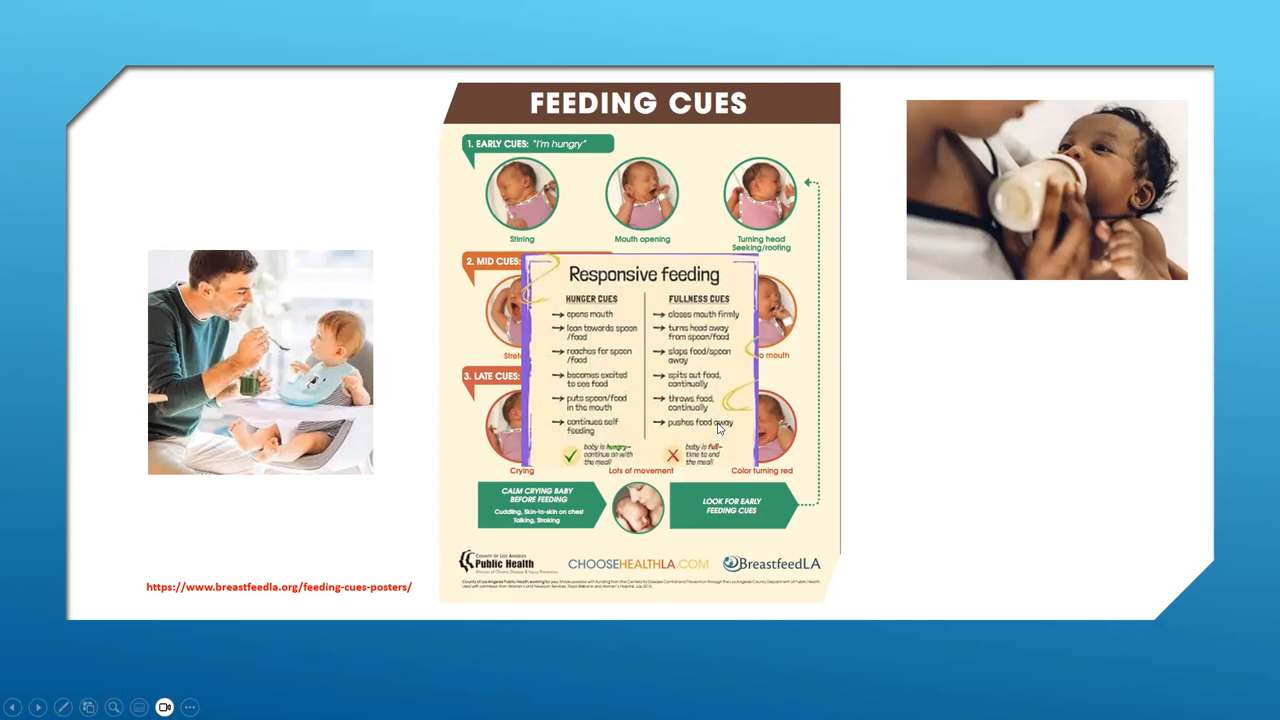 FEEDING CUES
1. EARLY CUES: "I'm hungry"
Stirring
Mouth opening
Turning head
Seeking/rooting
2. MID CUES:
3. LATE CUES:
Responsive feeding
HUNGER CUES
opens mouth
lean towards spoon
/food
reaches for spoon
/food
becomes excited
to see food
puts spoon/food
in the mouth
continues self
feeding
baby is hungry–
continue on with
the meal!
FULLNESS CUES
closes mouth firmly
turns head away
from spoon/food
slaps food/spoon
away
spits out food,
continually
throws food,
continually
pushes food away
baby is full–
time to end
the meal!
mouth
Crying
Lots of movement
Color turning red
CALM CRYING BABY
BEFORE FEEDING
Cuddling, Skin-to-skin on chest
Talking, Stroking
LOOK FOR EARLY
FEEDING CUES
COUNTY OF LOS ANGELES
Public Health
CHOOSEHEALTHLA.COM
BreastfeedLA
https://www.breastfeedla.org/feeding-cues-posters/